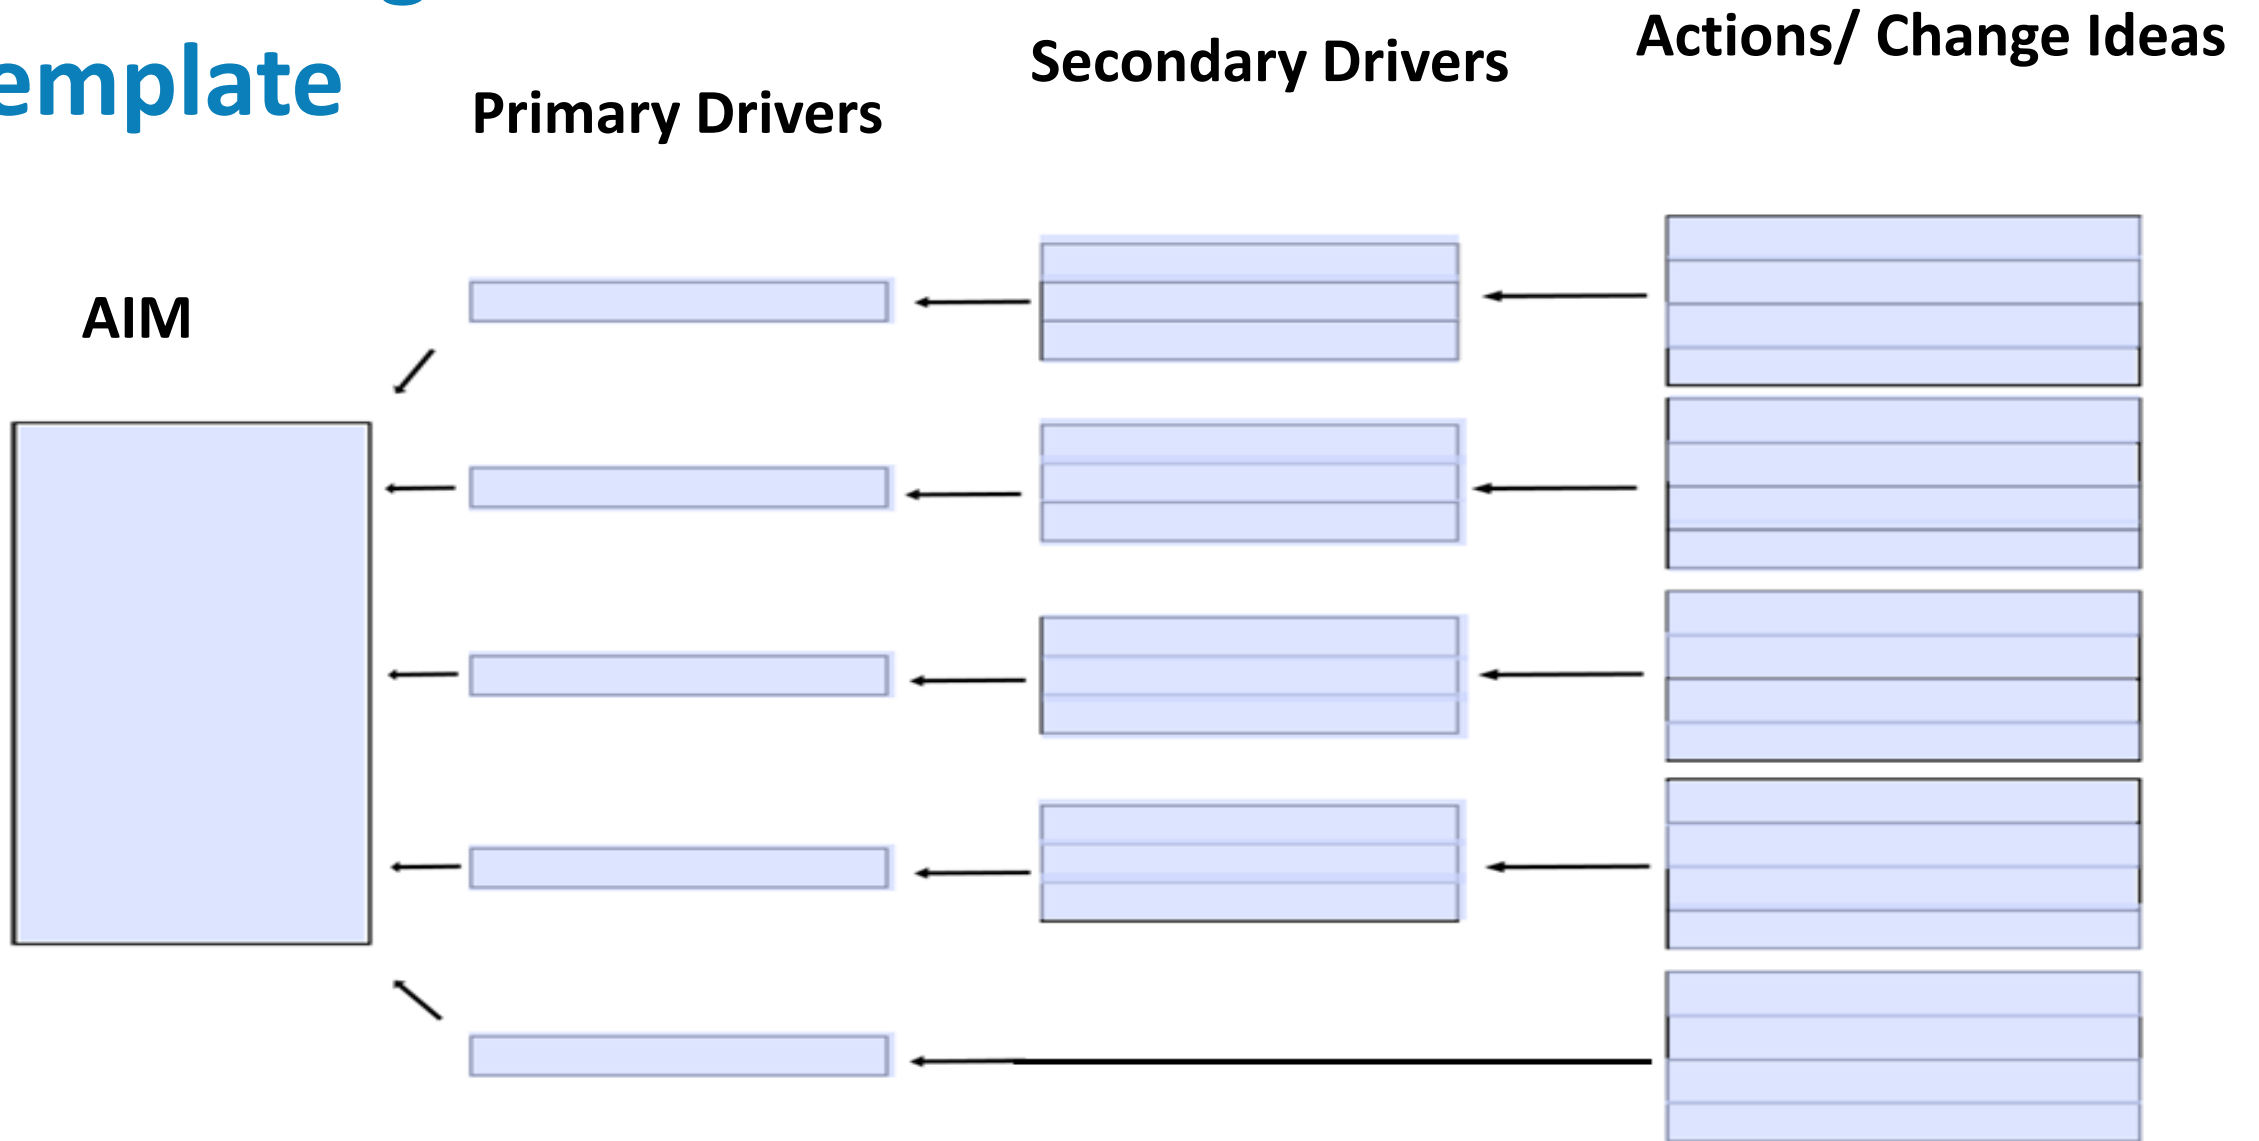 emplate
Primary Drivers
Secondary Drivers
Actions/ Change Ideas
AIM